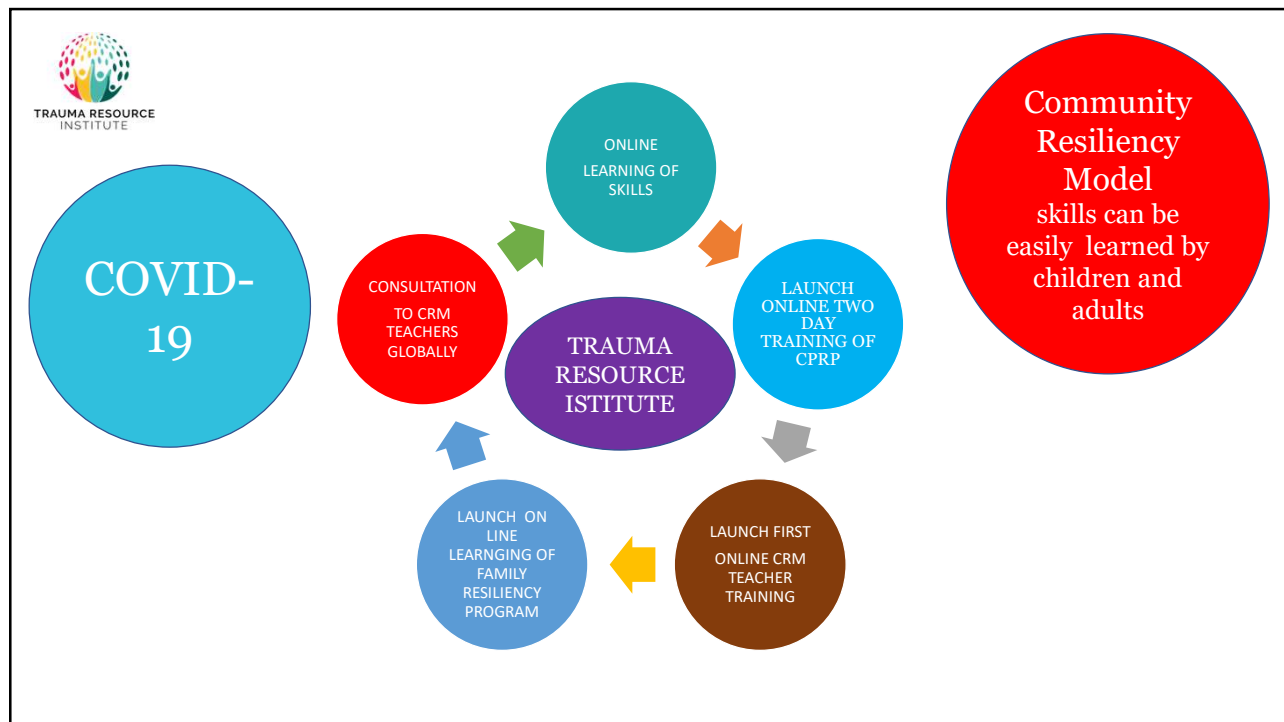 TRAUMA RESOURCE
INSTITUTE
COVID-
19
ONLINE
LEARNING OF
SKILLS
LAUNCH
ONLINE TWO
DAY
TRAINING OF
CPRP
LAUNCH FIRST
ONLINE CRM
TEACHER
TRAINING
LAUNCH ON
LINE
LEARNGING OF
FAMILY
RESILIENCY
PROGRAM
CONSULTATION
TO CRM
TEACHERS
GLOBALLY
TRAUMA
RESOURCE
ISTITUTE
Community
Resiliency
Model
skills can be
easily learned by
children and
adults